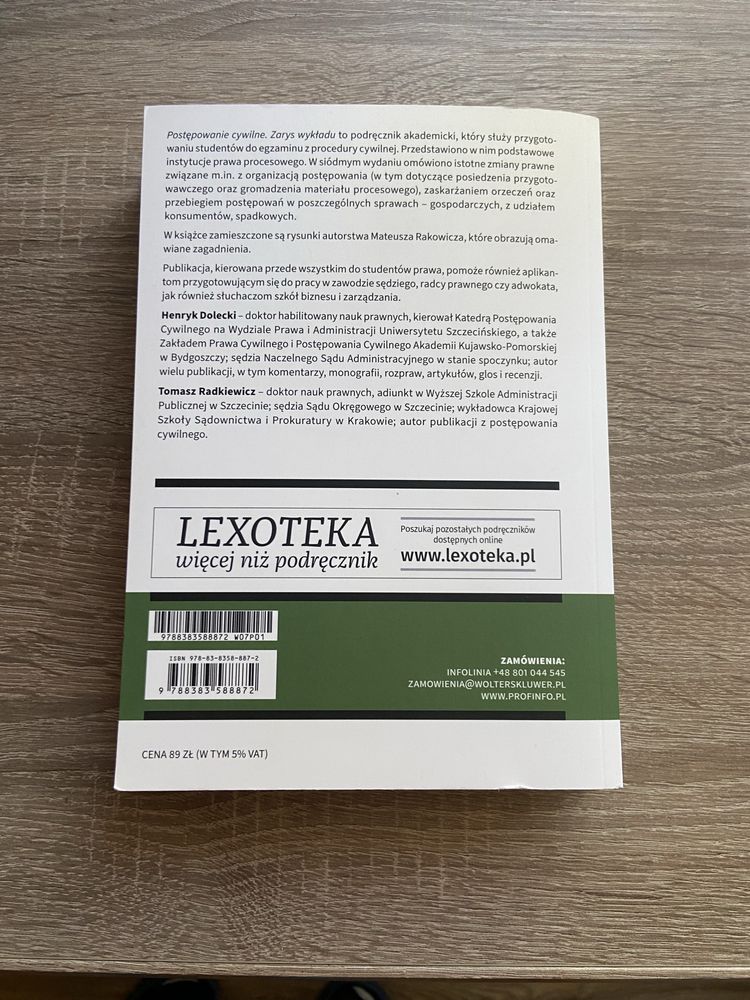 Postępowanie cywilne. Zarys wykładu to podręcznik akademicki, który służy przygoto-
waniu studentów do egzaminu z procedury cywilnej. Przedstawiono w nim podstawowe
instytucje prawa procesowego. W siódmym wydaniu omówiono istotne zmiany prawne
związane m.in. z organizacją postępowania (w tym dotyczące posiedzenia przygoto-
wawczego oraz gromadzenia materiału procesowego), zaskarżaniem orzeczeń oraz
przebiegiem postępowań w poszczególnych sprawach – gospodarczych, z udziałem
konsumentów, spadkowych.
W książce zamieszczone są rysunki autorstwa Mateusza Rakowicza, które obrazują oma-
wiane zagadnienia.
Publikacja, kierowana przede wszystkim do studentów prawa, pomoże również aplikan-
tom przygotowującym się do pracy w zawodzie sędziego, radcy prawnego czy adwokata,
jak również słuchaczom szkół biznesu i zarządzania.
Henryk Dolecki – doktor habilitowany nauk prawnych, kierował Katedrą Postępowania
Cywilnego na Wydziale Prawa i Administracji Uniwersytetu Szczecińskiego, a także
Zakładem Prawa Cywilnego i Postępowania Cywilnego Akademii Kujawsko-Pomorskiej
w Bydgoszczy; sędzia Naczelnego Sądu Administracyjnego w stanie spoczynku; autor
wielu publikacji, w tym komentarzy, monografii, rozpraw, artykułów, glos i recenzji.
Tomasz Radkiewicz – doktor nauk prawnych, adiunkt w Wyższej Szkole Administracji
Publicznej w Szczecinie; sędzia Sądu Okręgowego w Szczecinie; wykładowca Krajowej
Szkoły Sądownictwa i Prokuratury w Krakowie; autor publikacji z postępowania
cywilnego.
LEXOTEKA
więcej niż podręcznik
Poszukaj pozostałych podręczników
dostępnych online
www.lexoteka.pl
9788383588872 W07P01
ISBN 978-83-8358-887-2
9 788383 588872
ZAMÓWIENIA:
INFOLINIA +48 801 044 545
ZAMOWIENIA@WOLTERSKLUWER.PL
WWW.PROFINFO.PL
CENA 89 ZŁ (W TYM 5% VAT)